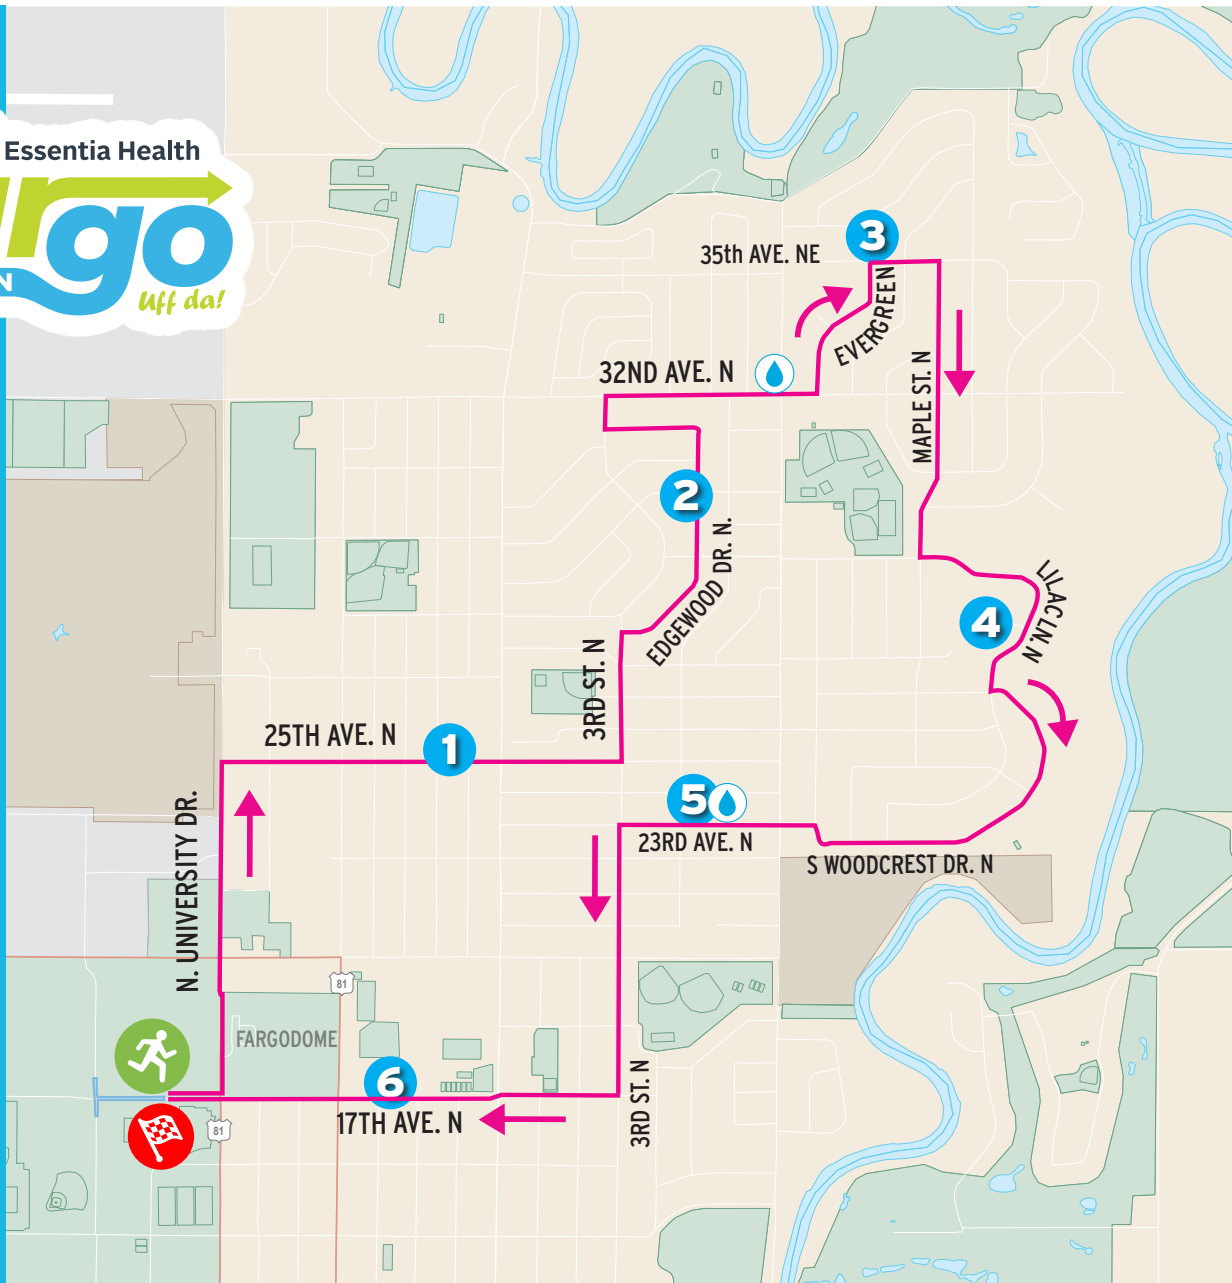 Essentia Health
argo
N
Uff da!
35th AVE. NE
3
EVERGREEN
32ND AVE. N
MAPLE ST. N
2
EDGEWOOD DR. N.
LILAC LN. N
4
3RD ST. N
25TH AVE. N
1
N. UNIVERSITY DR.
5
23RD AVE. N
S WOODCREST DR. N
81
FARGODOME
6
17TH AVE. N
3RD ST. N
81